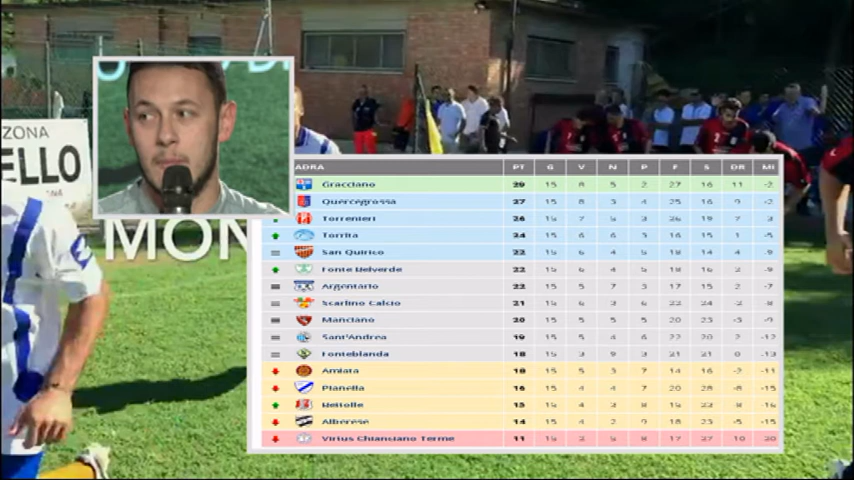 ZONA
ELLO
MON
ADRA PT G V N P F S DR MI
Gracciano 29 15 8 5 2 27 16 11 -2
Quercegrossa 27 15 8 3 4 25 16 9 -2
Torrenieri 26 15 7 5 3 26 19 7 3
Torrita 24 15 6 6 3 16 15 1 -5
San Quirico 22 15 6 4 5 18 14 4 -9
Fonte Belverde 22 15 6 4 5 18 16 2 -9
Argentario 22 15 5 7 3 17 15 2 -7
Scarlino Calcio 21 15 6 3 6 22 24 -2 -8
Manciano 20 15 5 5 5 20 23 -3 -9
Sant'Andrea 19 15 5 4 6 22 20 2 -12
Fonteblanda 18 15 3 9 3 21 21 0 -13
Amiata 18 15 5 3 7 14 16 -2 -11
Pianella 16 15 4 4 7 20 28 -8 -15
Bettolle 15 15 4 3 8 15 -16
Alberese 14 15 4 2 9 18 23 -5 -15
Virtus Chianciano Terme 11 15 2 5 8 17 27 10 20